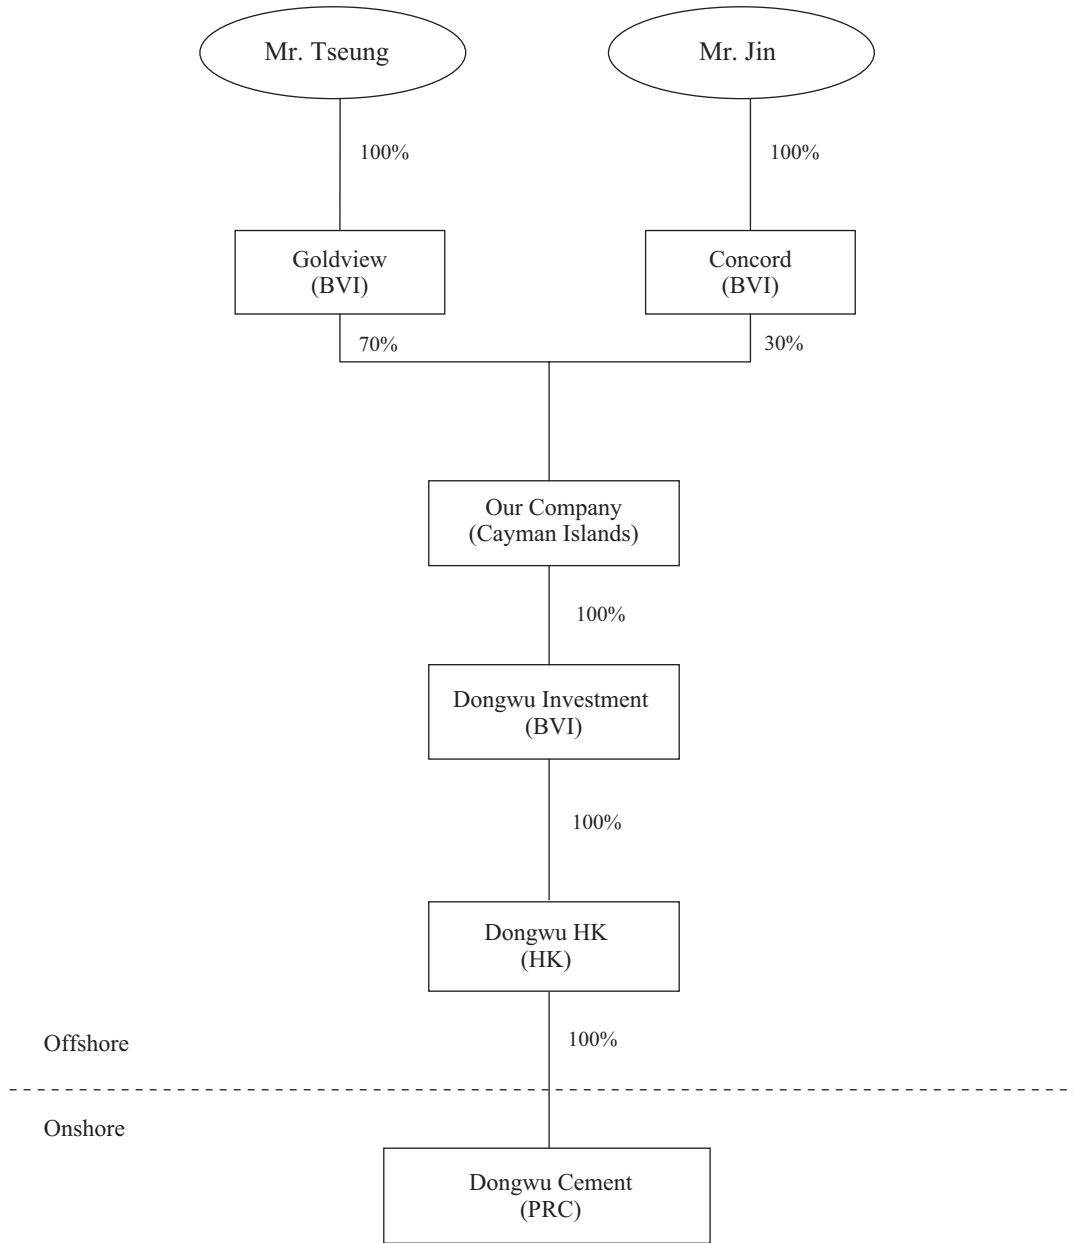 Mr. Tseung
Mr. Jin
100%
100%
Goldview
(BVI)
Concord
(BVI)
70%
30%
Our Company
(Cayman Islands)
100%
Dongwu Investment
(BVI)
100%
Dongwu HK
(HK)
100%
Offshore
Onshore
Dongwu Cement
(PRC)